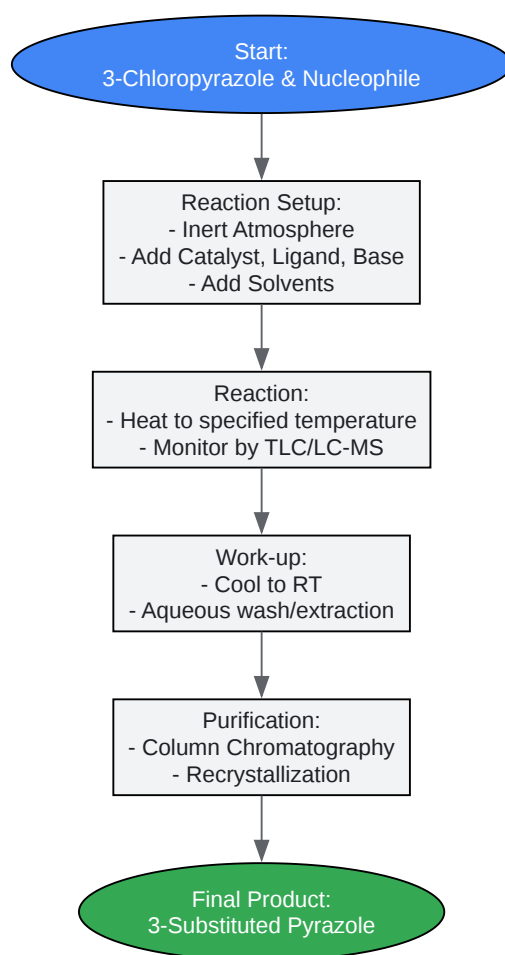 Start:
3-Chloropyrazole & Nucleophile
Reaction Setup:
- Inert Atmosphere
- Add Catalyst, Ligand, Base
- Add Solvents
Reaction:
- Heat to specified temperature
- Monitor by TLC/LC-MS
Work-up:
- Cool to RT
- Aqueous wash/extraction
Purification:
- Column Chromatography
- Recrystallization
Final Product:
3-Substituted Pyrazole